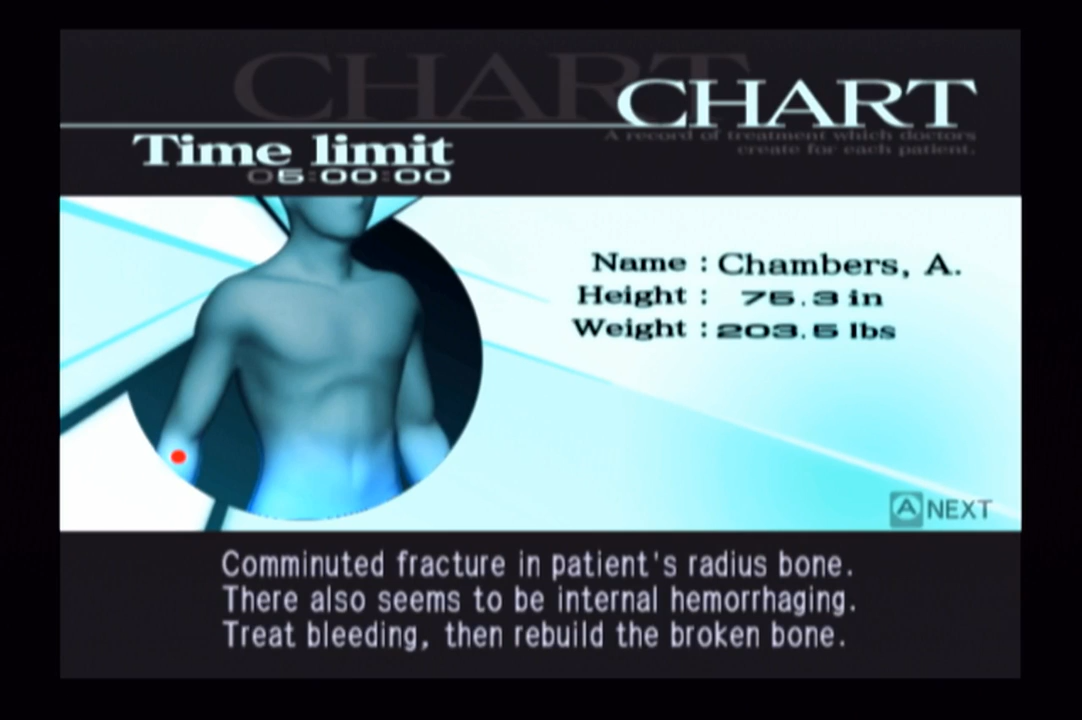 CHART
CHART
A record of treatment which doctors
create for each patient.
Time limit
05:00:00
Name : Chambers, A.
Height : 75.3 in
Weight : 203.5 lbs
A NEXT
Comminuted fracture in patient's radius bone.
There also seems to be internal hemorrhaging.
Treat bleeding, then rebuild the broken bone.